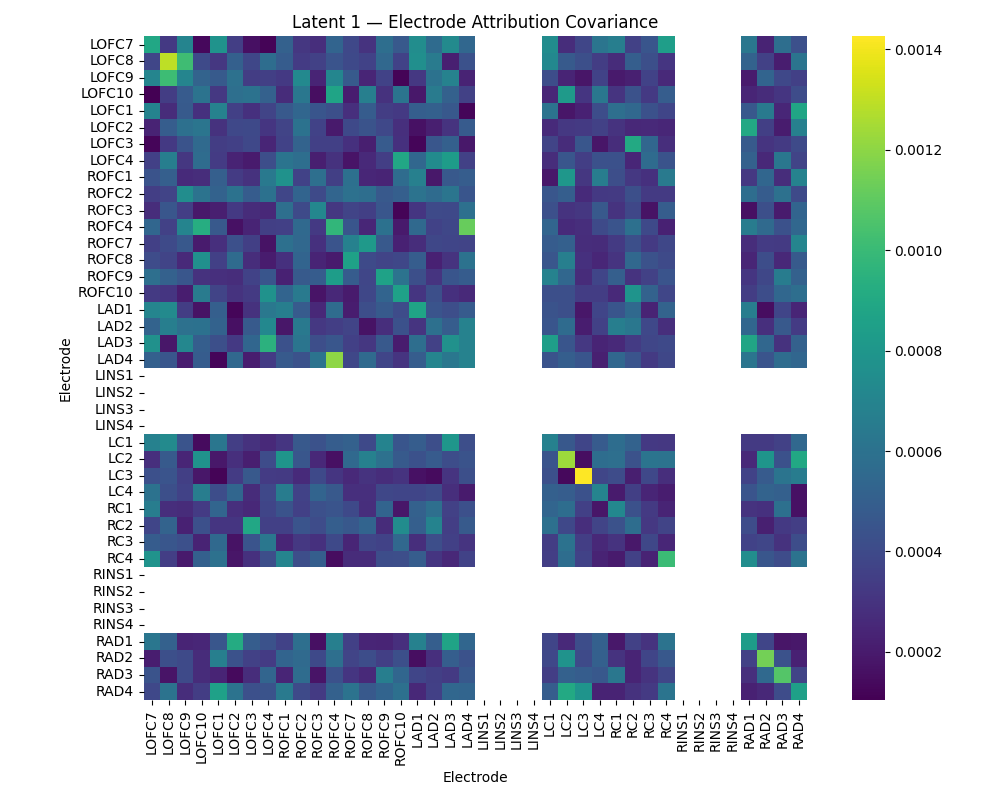 Latent 1 — Electrode Attribution Covariance
Electrode
LOFC7
LOFC8
LOFC9
LOFC10
LOFC1
LOFC2
LOFC3
LOFC4
ROFC1
ROFC2
ROFC3
ROFC4
ROFC7
ROFC8
ROFC9
ROFC10
LAD1
LAD2
LAD3
LAD4
LINS1
LINS2
LINS3
LINS4
LC1
LC2
LC3
LC4
RC1
RC2
RC3
RC4
RINS1
RINS2
RINS3
RINS4
RAD1
RAD2
RAD3
RAD4
LOFC7 LOFC8 LOFC9 LOFC10 LOFC1 LOFC2 LOFC3 LOFC4 ROFC1 ROFC2 ROFC3 ROFC4 ROFC7 ROFC8 ROFC9 ROFC10 LAD1 LAD2 LAD3 LAD4 LINS1 LINS2 LINS3 LINS4 LC1 LC2 LC3 LC4 RC1 RC2 RC3 RC4 RINS1 RINS2 RINS3 RINS4 RAD1 RAD2 RAD3 RAD4
Electrode
0.0014
0.0012
0.0010
0.0008
0.0006
0.0004
0.0002